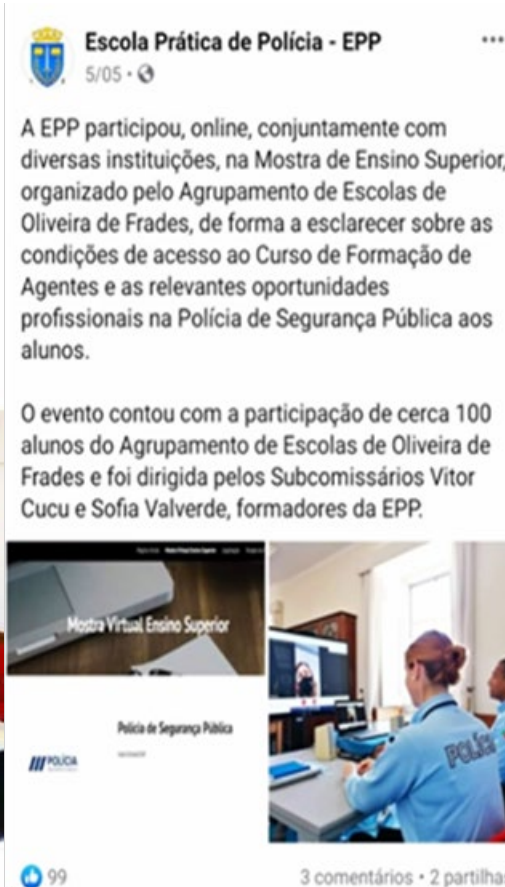 Escola Prática de Polícia - EPP
5/05
A EPP participou, online, conjuntamente com
diversas instituições, na Mostra de Ensino Superior,
organizado pelo Agrupamento de Escolas de
Oliveira de Frades, de forma a esclarecer sobre as
condições de acesso ao Curso de Formação de
Agentes e as relevantes oportunidades
profissionais na Polícia de Segurança Pública aos
alunos.
O evento contou com a participação de cerca 100
alunos do Agrupamento de Escolas de Oliveira de
Frades e foi dirigida pelos Subcomissários Vitor
Cucu e Sofia Valverde, formadores da EPP.
Mostra Virtual Ensino Superior
Polícia de Segurança Pública
POLÍCIA
POLÍCIA
99
3 comentários • 2 partilhas